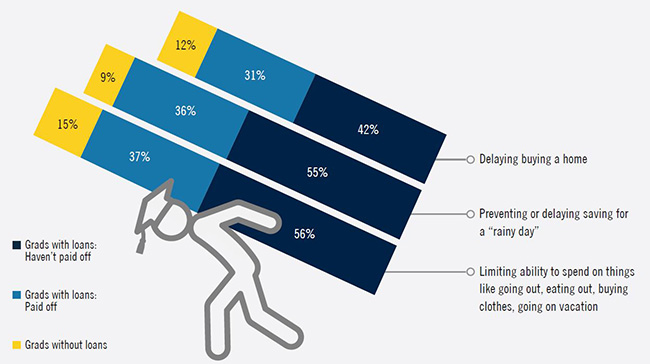 12%
31%
42%
Delaying buying a home
9%
36%
55%
Preventing or delaying saving for
a “rainy day”
15%
37%
56%
Limiting ability to spend on things
like going out, eating out, buying
clothes, going on vacation
Grads with loans:
Haven’t paid off
Grads with loans:
Paid off
Grads without loans